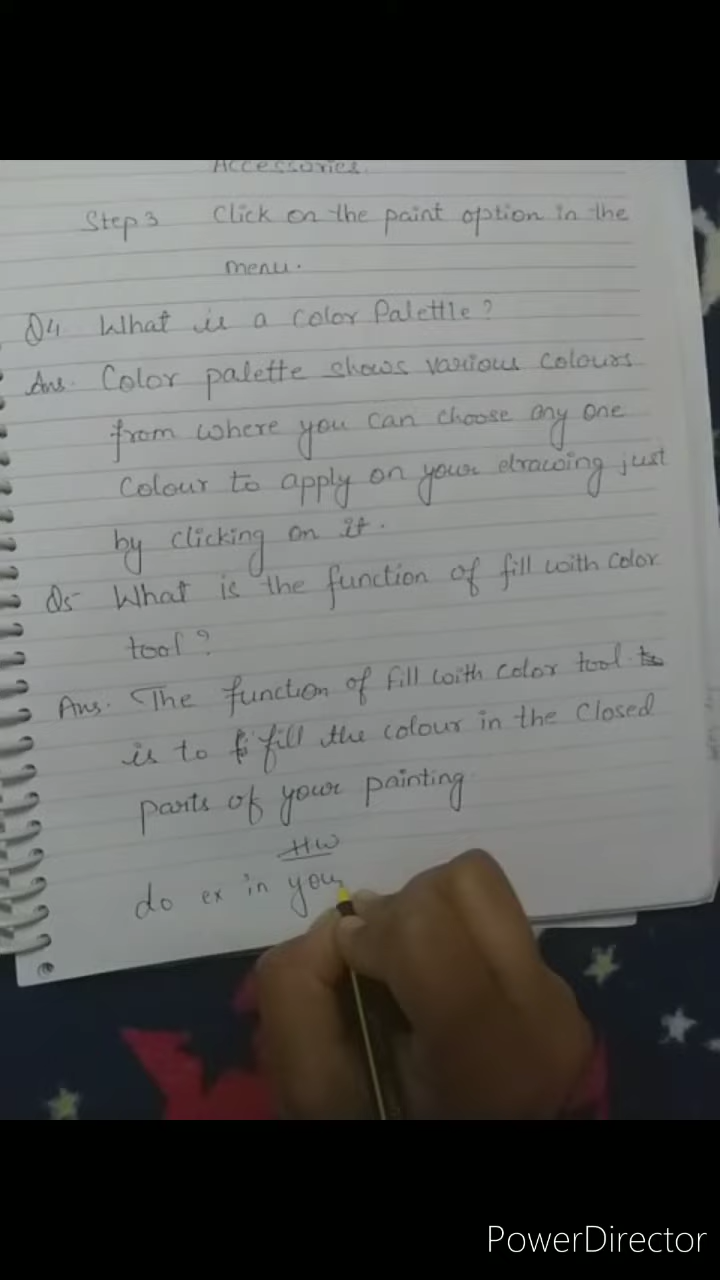 Accessories.
Step 3 Click on the paint option in the
menu.
Q4 What is a Color Palettle?
Ans. Color palette shows various colours
from where you can choose any one
Colour to apply on your drawing just
by clicking on it.
Q5 What is the function of fill with color
tool?
Ans. The function of fill with color tool
is to fill the colour in the closed
parts of your painting
HW
do ex in you
PowerDirector